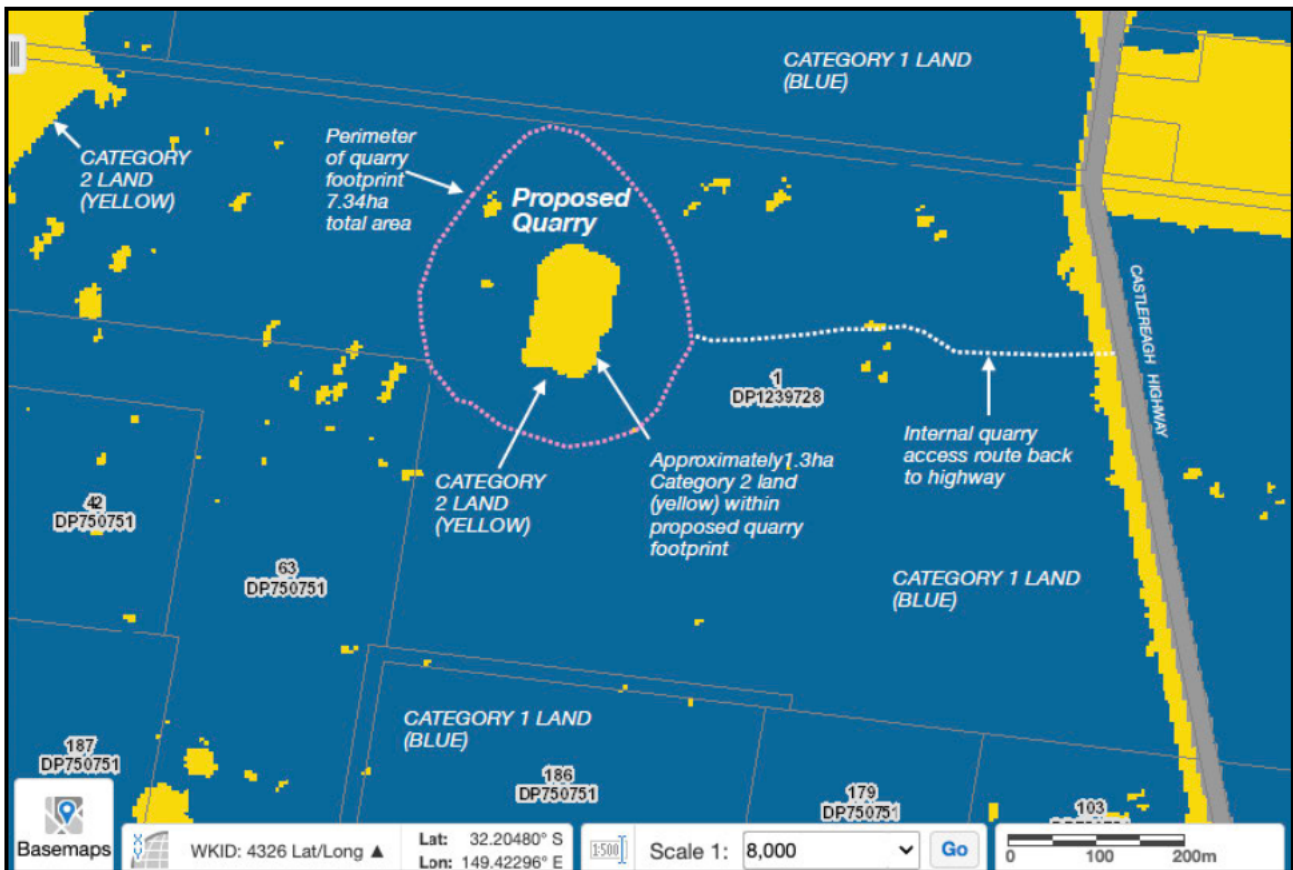 CATEGORY 1 LAND
(BLUE)
Perimeter
of quarry
footprint
7.34ha
total area
CATEGORY
2 LAND
(YELLOW)
Proposed
Quarry
CASTLEREAGH HIGHWAY
1
DP1239728
Internal quarry
access route back
to highway
Approximately1.3ha
Category 2 land
(yellow) within
proposed quarry
footprint
CATEGORY
2 LAND
(YELLOW)
42
DP750751
63
DP750751
CATEGORY 1 LAND
(BLUE)
CATEGORY 1 LAND
(BLUE)
187
DP750751
186
DP750751
179
DP750751
103
Basemaps
WKID: 4326 Lat/Long ▲
Lat: 32.20480° S
Lon: 149.42296° E
1:500
Scale 1: 8,000
Go
0 100 200m